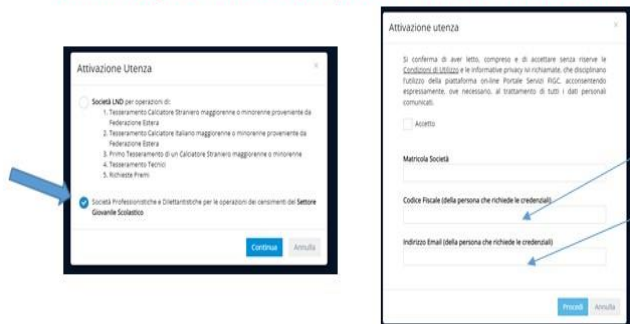 Attivazione Utenza
×
Società LND per operazioni di:
1. Tesseramento Calciatore Straniero maggiorenne o minorenne proveniente da
Federazione Estera
2. Tesseramento Calciatore Italiano maggiorenne o minorenne proveniente da
Federazione Estera
3. Primo Tesseramento di un Calciatore Straniero maggiorenne o minorenne
4. Tesseramento Tecnici
5. Richieste Premi
Società Professionistiche e Dilettantistiche per le operazioni dei censimenti del Settore
Giovanile Scolastico
Continua
Annulla
Attivazione utenza
×
Si conferma di aver letto, compreso e di accettare senza riserve le
Condizioni di Utilizzo e le informative privacy ivi richiamate, che disciplinano
l'utilizzo della piattaforma on-line Portale Servizi FIGC, acconsentendo
espressamente, ove necessario, al trattamento di tutti i dati personali
comunicati.
Accetto
Matricola Società
Codice Fiscale (della persona che richiede le credenziali)
Indirizzo Email (della persona che richiede le credenziali)
Procedi
Annulla